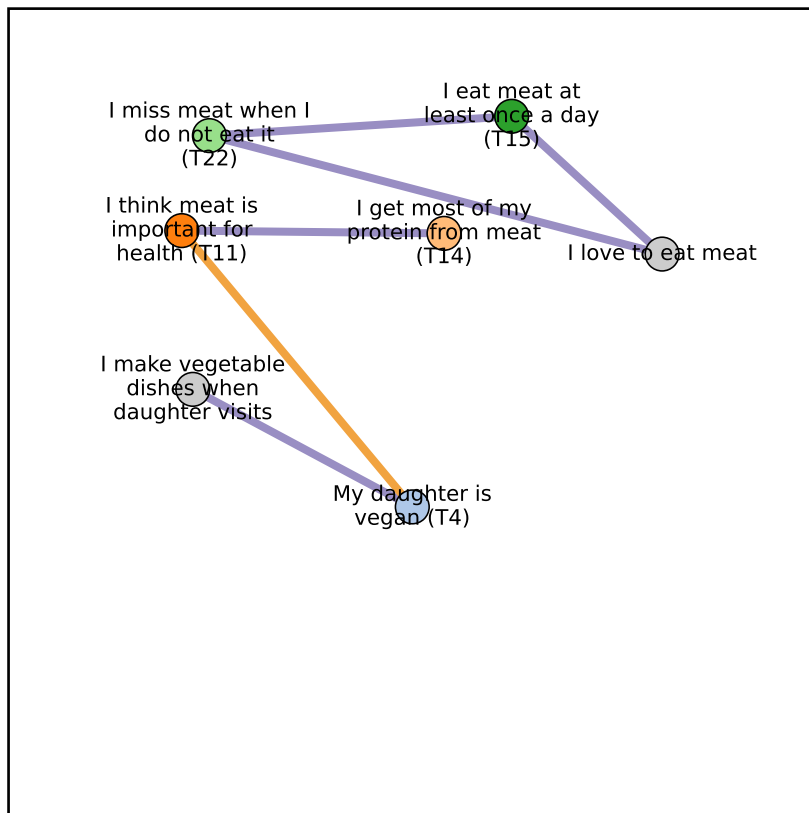 I eat meat at
least once a day
(T15)
I miss meat when I
do not eat it
(T22)
I think meat is
important for
health (T11)
I get most of my
protein from meat
(T14)
I love to eat meat
I make vegetable
dishes when
daughter visits
My daughter is
vegan (T4)